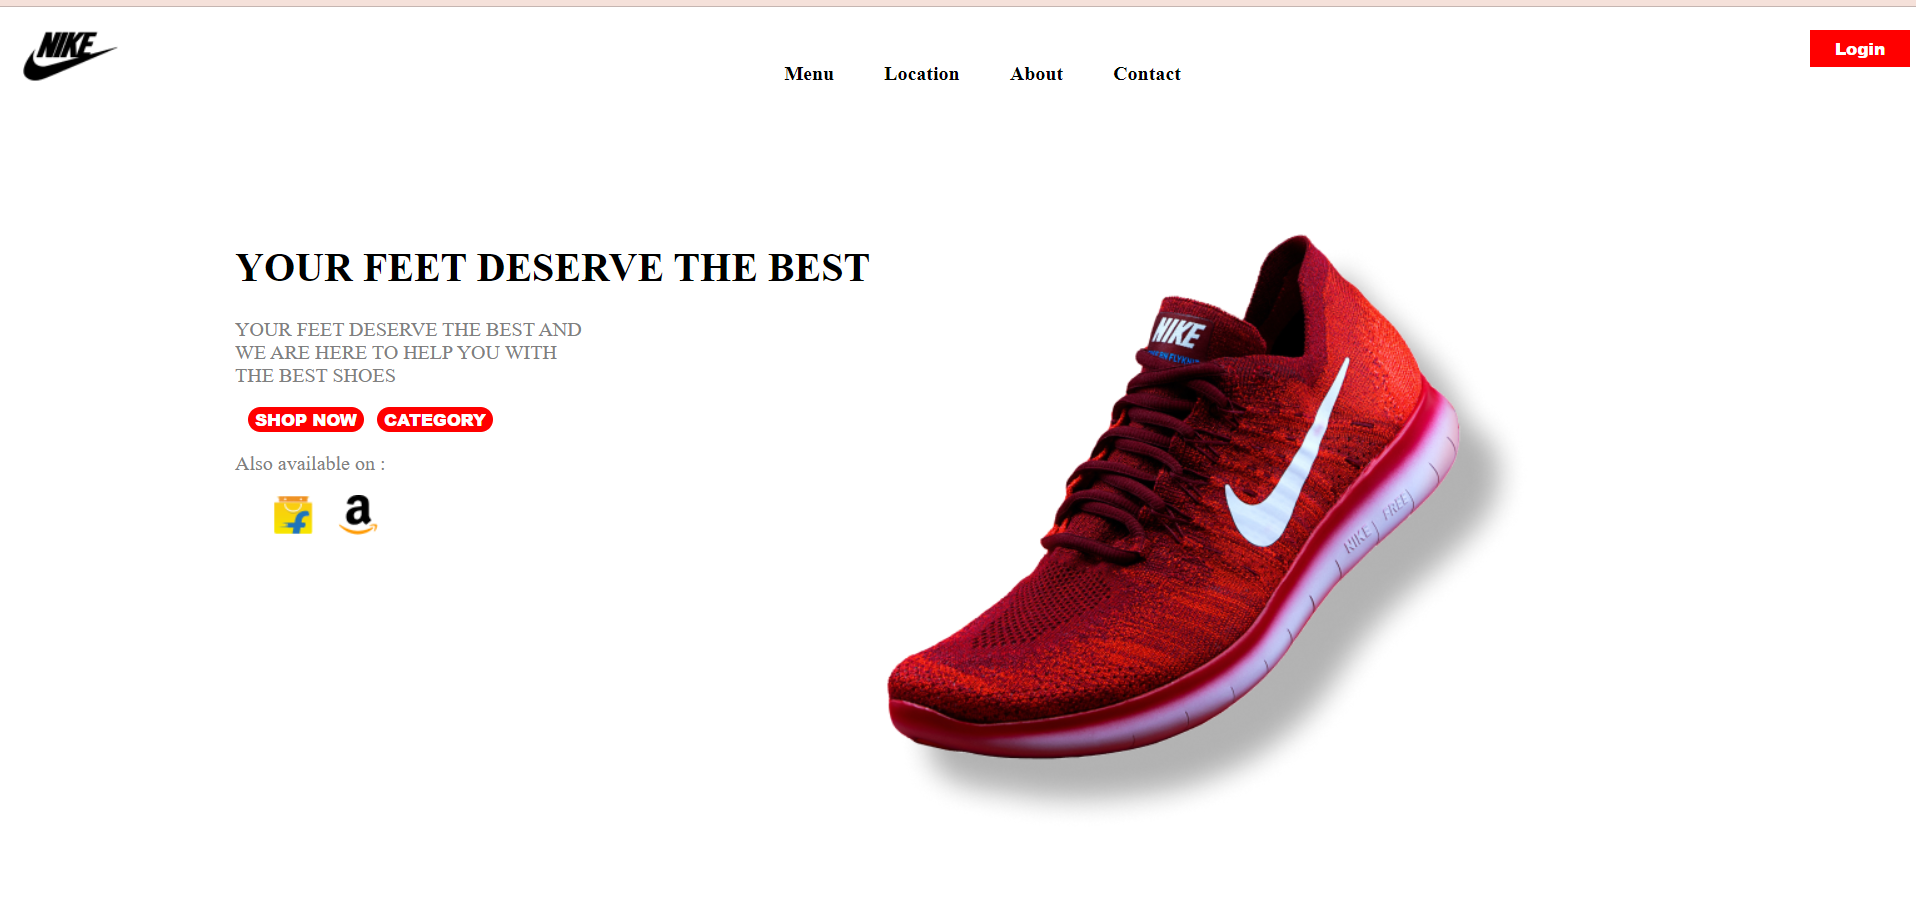 NIKE
Login
Menu Location About Contact
YOUR FEET DESERVE THE BEST
YOUR FEET DESERVE THE BEST AND
WE ARE HERE TO HELP YOU WITH
THE BEST SHOES
SHOP NOW CATEGORY
Also available on :
f a
NIKE
NIKE FREE